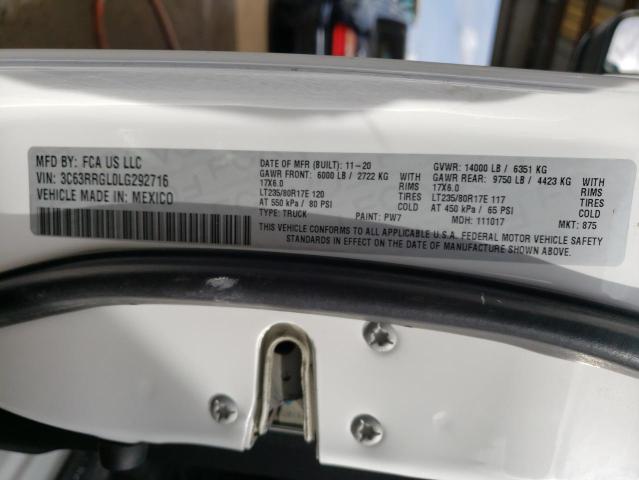 MFD BY: FCA US LLC
VIN: 3C63RRGL0LG292716
VEHICLE MADE IN: MEXICO
DATE OF MFR (BUILT): 11-20
GAWR FRONT: 6000 LB / 2722 KG WITH
17X6.0 RIMS
LT235/80R17E 120 TIRES
AT 550 kPa / 80 PSI COLD
TYPE: TRUCK PAINT: PW7
GVWR: 14000 LB / 6351 KG
GAWR REAR: 9750 LB / 4423 KG WITH
17X6.0 RIMS
LT235/80R17E 117 TIRES
AT 450 kPa / 65 PSI COLD
MDH: 111017 MKT: 875
THIS VEHICLE CONFORMS TO ALL APPLICABLE U.S.A. FEDERAL MOTOR VEHICLE SAFETY
STANDARDS IN EFFECT ON THE DATE OF MANUFACTURE SHOWN ABOVE.